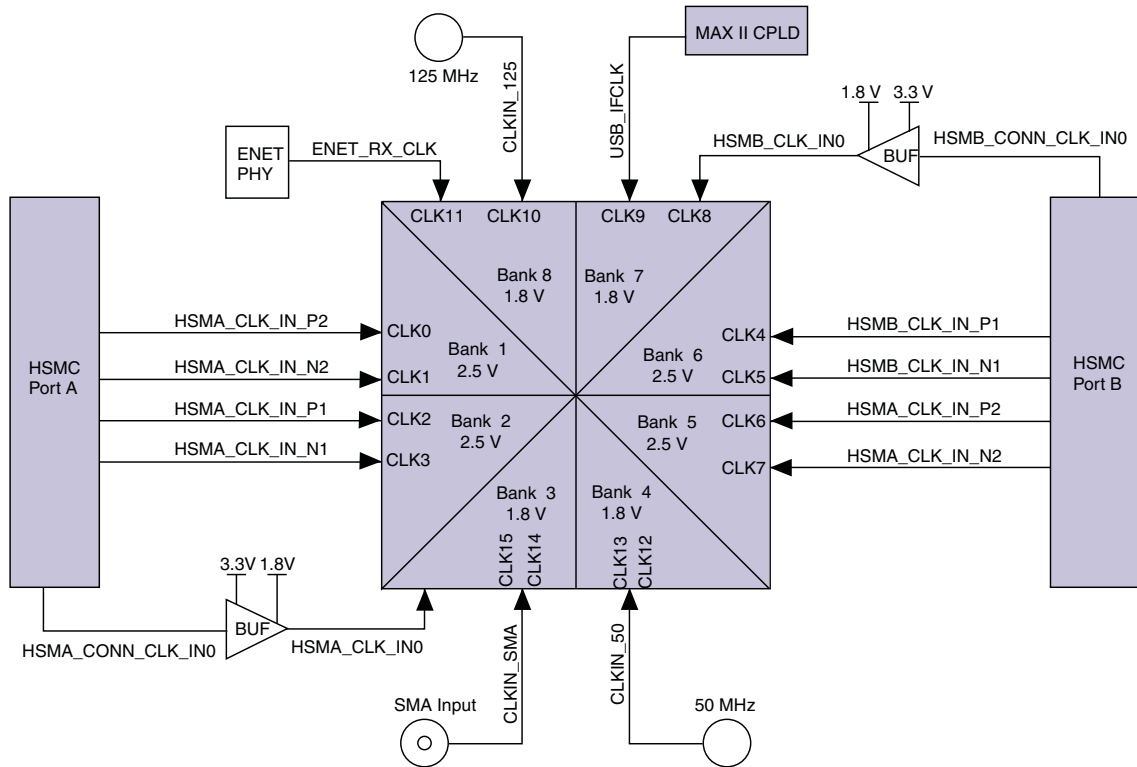 MAX II CPLD
125 MHz
CLKIN_125
USB_IFCLK
1.8 V
3.3 V
BUF
HSMB_CLK_IN0
HSMB_CONN_CLK_IN0
ENET
PHY
ENET_RX_CLK
CLK11
CLK10
CLK9
CLK8
Bank 8
1.8 V
Bank 7
1.8 V
HSMC
Port A
HSMA_CLK_IN_P2
HSMA_CLK_IN_N2
HSMA_CLK_IN_P1
HSMA_CLK_IN_N1
CLK0
CLK1
CLK2
CLK3
Bank 1
2.5 V
Bank 2
2.5 V
Bank 6
2.5 V
Bank 5
2.5 V
CLK4
CLK5
CLK6
CLK7
HSMB_CLK_IN_P1
HSMB_CLK_IN_N1
HSMA_CLK_IN_P2
HSMA_CLK_IN_N2
HSMC
Port B
Bank 3
1.8 V
Bank 4
1.8 V
CLK15
CLK14
CLK13
CLK12
3.3V
1.8V
BUF
HSMA_CONN_CLK_IN0
HSMA_CLK_IN0
CLKIN_SMA
CLKIN_50
SMA Input
50 MHz